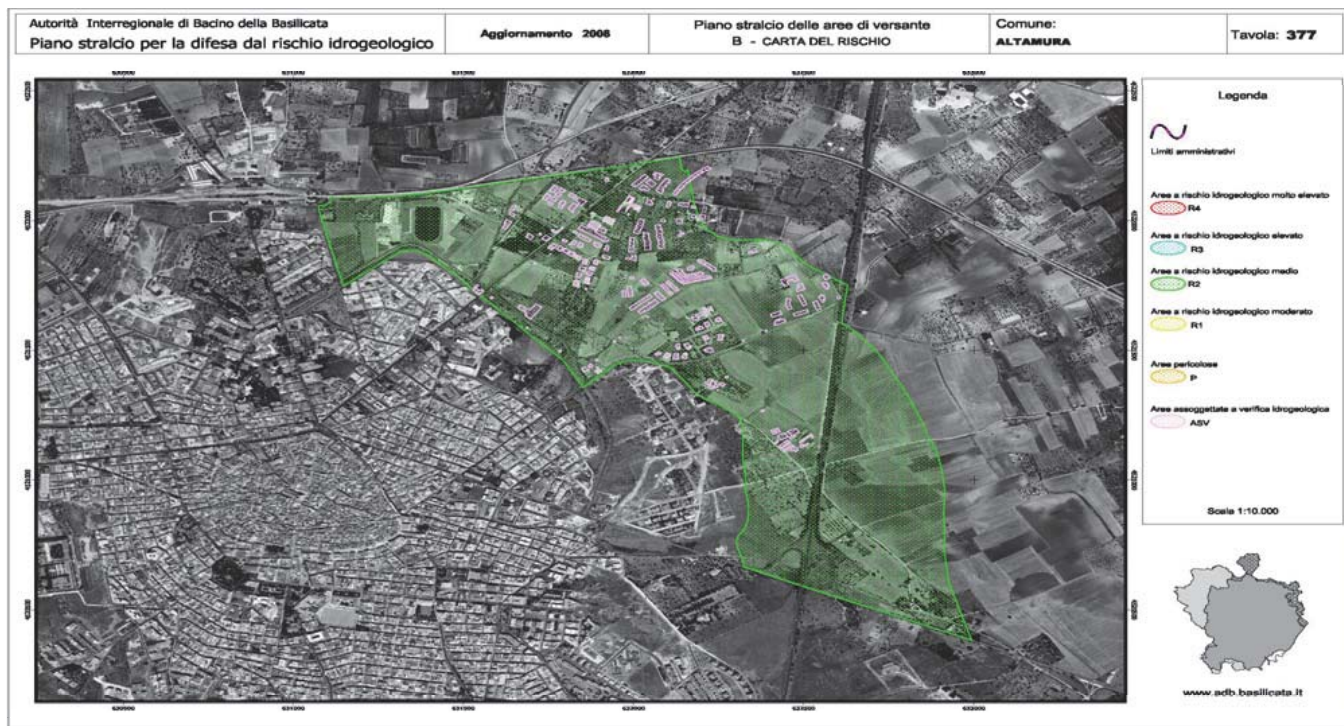 Autorità Interregionale di Bacino della Basilicata
Piano stralcio per la difesa dal rischio idrogeologico
Aggiornamento 2008
Piano stralcio delle aree di versante
B - CARTA DEL RISCHIO
Comune:
ALTAMURA
Tavola: 377
Legenda
Limiti amministrativi
Aree a rischio idrogeologico molto elevato
R4
Aree a rischio idrogeologico elevato
R3
Aree a rischio idrogeologico medio
R2
Aree a rischio idrogeologico moderato
R1
Aree pericolose
P
Aree assoggettate a verifica idrogeologica
ASV
Scala 1:10.000
www.adb.basilicata.it